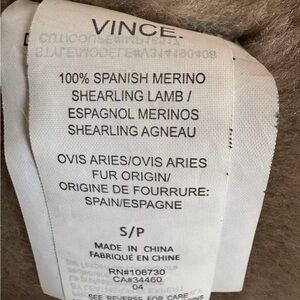 VINCE.
100% SPANISH MERINO
SHEARLING LAMB /
ESPAGNOL MERINOS
SHEARLING AGNEAU
OVIS ARIES/OVIS ARIES
FUR ORIGIN/
ORIGINE DE FOURRURE:
SPAIN/ESPAGNE
S/P
MADE IN CHINA
FABRIQUÉ EN CHINE
RN#106730
CA#34460
04
SEE REVERSE FOR CARE